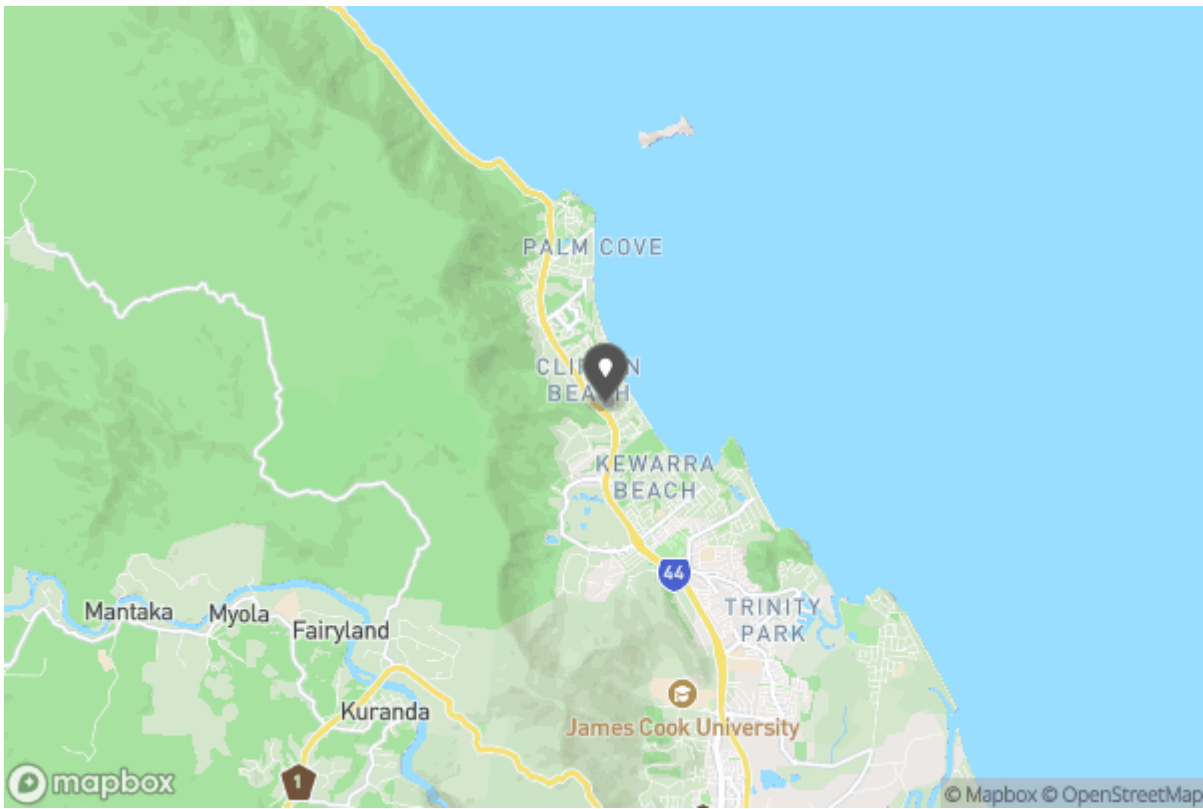 PALM COVE
BEACH
KEWARRA
BEACH
44
TRINITY
PARK
Mantaka
Myola
Fairyland
Kuranda
James Cook University
1
mapbox
© Mapbox © OpenStreetMap